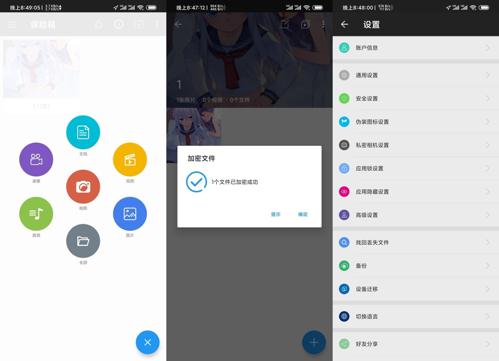 晚上8:49:05
保险箱
文档
录像
视频
拍照
音频
图片
全部
晚上8:47:12
1
1张图片 0个视频 0个文件
加密文件
1个文件已加密成功
提示
确定
晚上8:48:00
设置
账户信息
通用设置
安全设置
伪装图标设置
私密相机设置
应用锁设置
应用隐藏设置
高级设置
找回丢失文件
备份
设备迁移
切换语言
好友分享